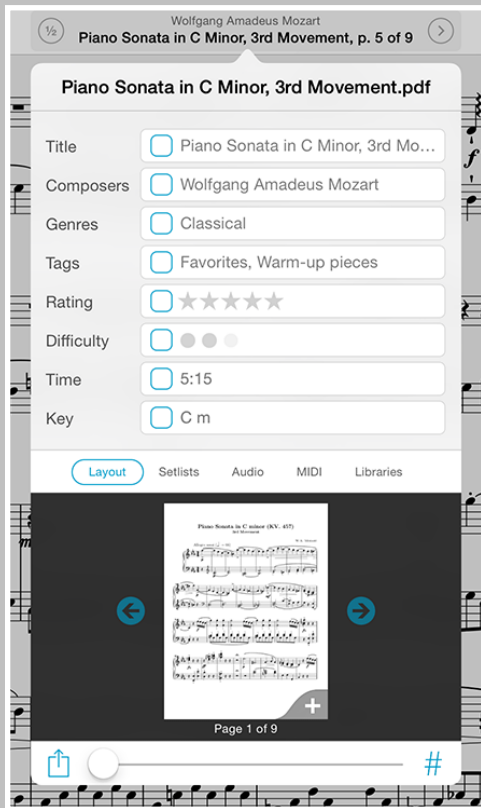 ½
Wolfgang Amadeus Mozart
Piano Sonata in C Minor, 3rd Movement, p. 5 of 9
Piano Sonata in C Minor, 3rd Movement.pdf
Title Piano Sonata in C Minor, 3rd Mo...
Composers Wolfgang Amadeus Mozart
Genres Classical
Tags Favorites, Warm-up pieces
Rating
Difficulty
Time 5:15
Key C m
Layout Setlists Audio MIDI Libraries
Piano Sonata in C minor (KV. 457)
3rd Movement
Page 1 of 9
#